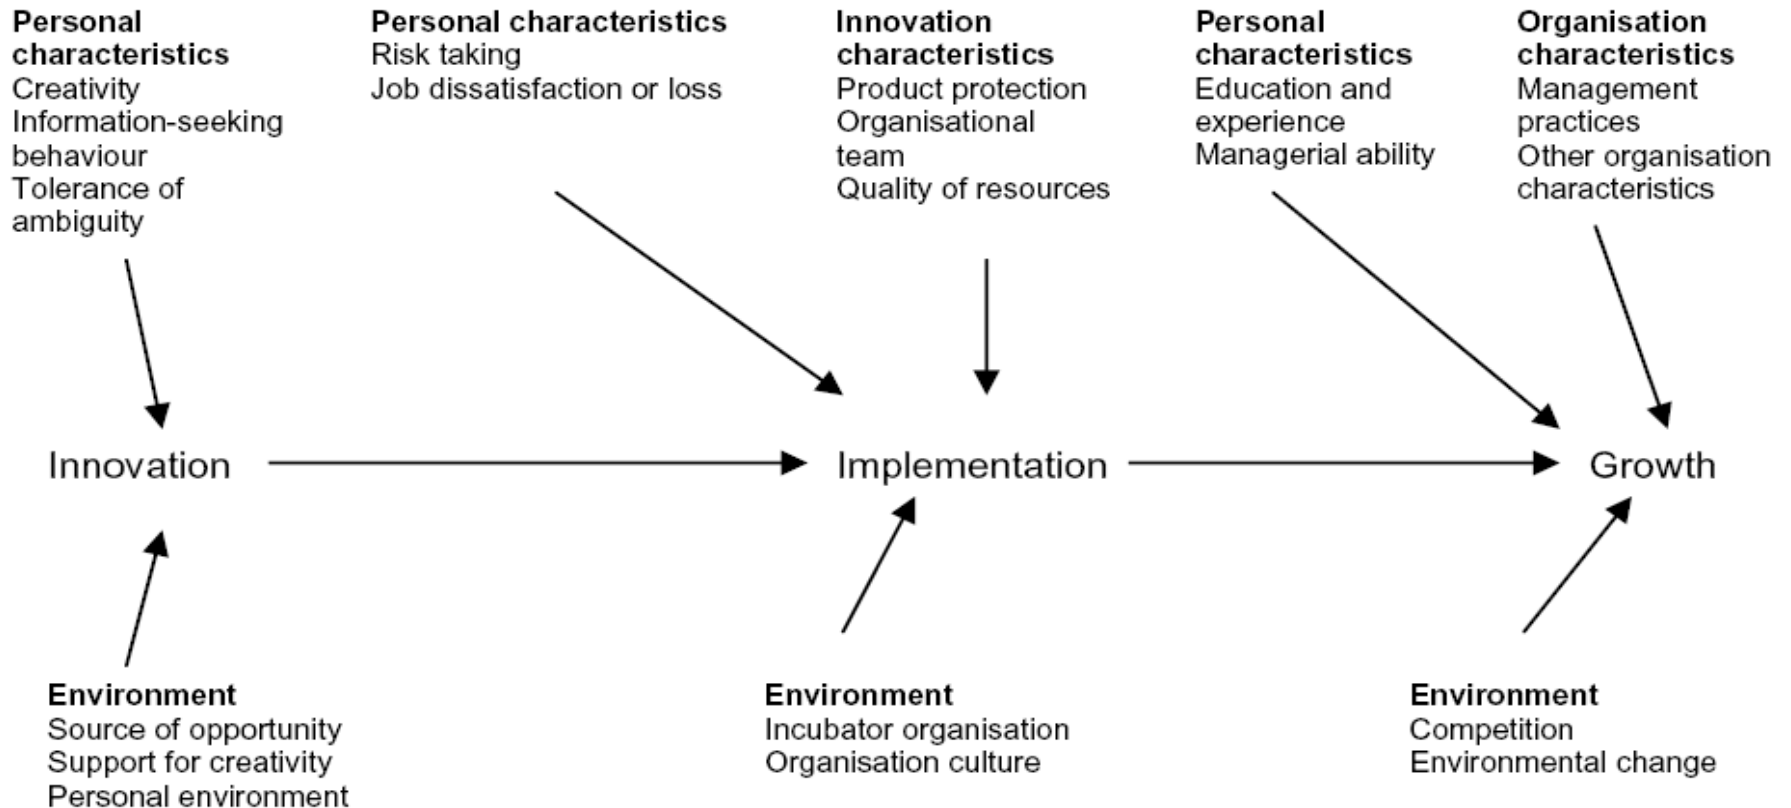 Personal
characteristics
Creativity
Information-seeking
behaviour
Tolerance of
ambiguity
Personal characteristics
Risk taking
Job dissatisfaction or loss
Innovation
characteristics
Product protection
Organisational
team
Quality of resources
Personal
characteristics
Education and
experience
Managerial ability
Organisation
characteristics
Management
practices
Other organisation
characteristics
Innovation
Implementation
Growth
Environment
Source of opportunity
Support for creativity
Personal environment
Environment
Incubator organisation
Organisation culture
Environment
Competition
Environmental change